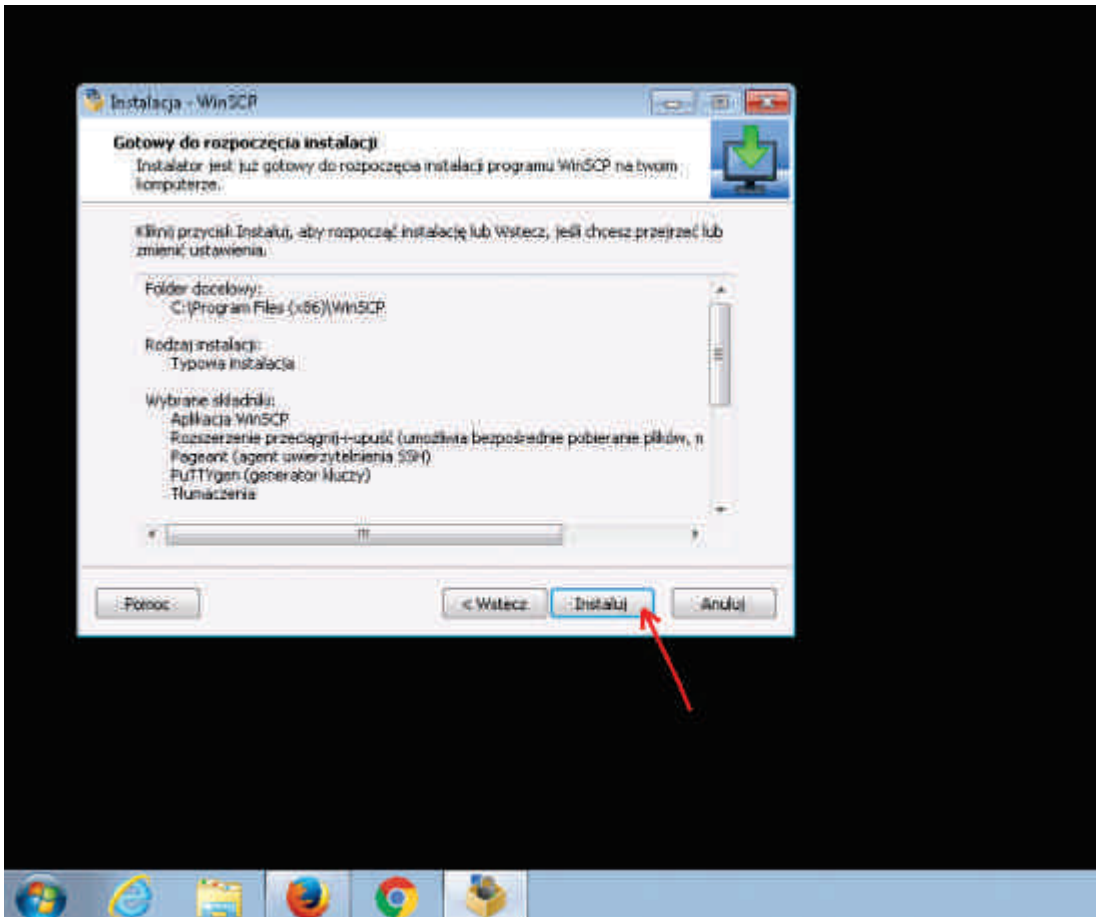 Instalacja - WinSCP
Gotowy do rozpoczęcia instalacji
Instalator jest już gotowy do rozpoczęcia instalacji programu WinSCP na twoim
komputerze.
Kliknij przycisk Instaluj, aby rozpocząć instalację lub Wstecz, jeśli chcesz przejrzeć lub
zmienić ustawienia.
Folder docelowy:
C:\Program Files (x86)\WinSCP
Rodzaj instalacji:
Typowa instalacja
Wybrane składniki:
Aplikacja WinSCP
Rozszerzenie przeciągnij-i-upuść (umożliwia bezpośrednie pobieranie plików, n
Pageant (agent uwierzytelnienia SSH)
PuTTYgen (generator kluczy)
Tłumaczenia
Pomoc
< Wstecz
Instaluj
Anuluj